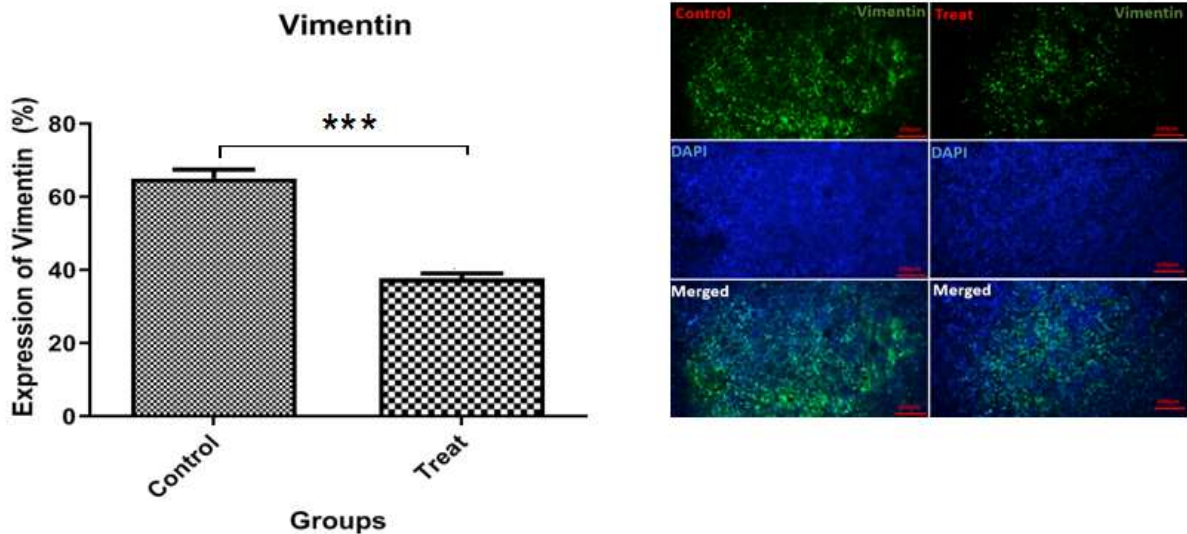 Vimentin
Expression of Vimentin (%)
80
60
40
20
0
***
Control
Treat
Groups
Control
Vimentin
Treat
Vimentin
DAPI
DAPI
Merged
Merged